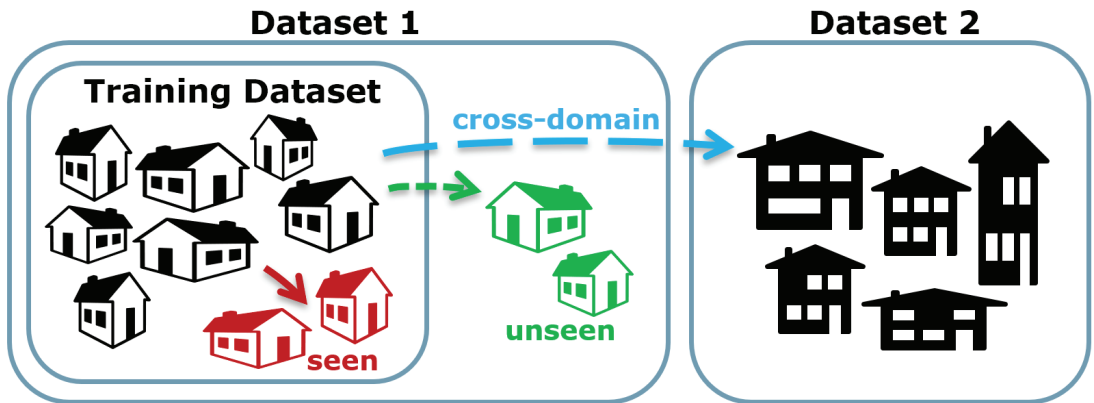 Dataset 1
Dataset 2
Training Dataset
cross-domain
unseen
seen